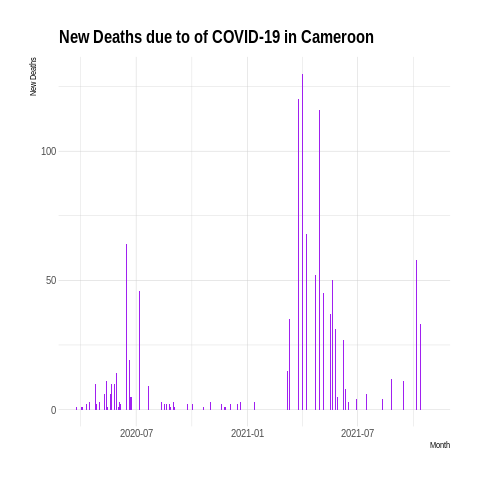 New Deaths due to of COVID-19 in Cameroon
New Deaths
100
50
0
2020-07 2021-01 2021-07
Month